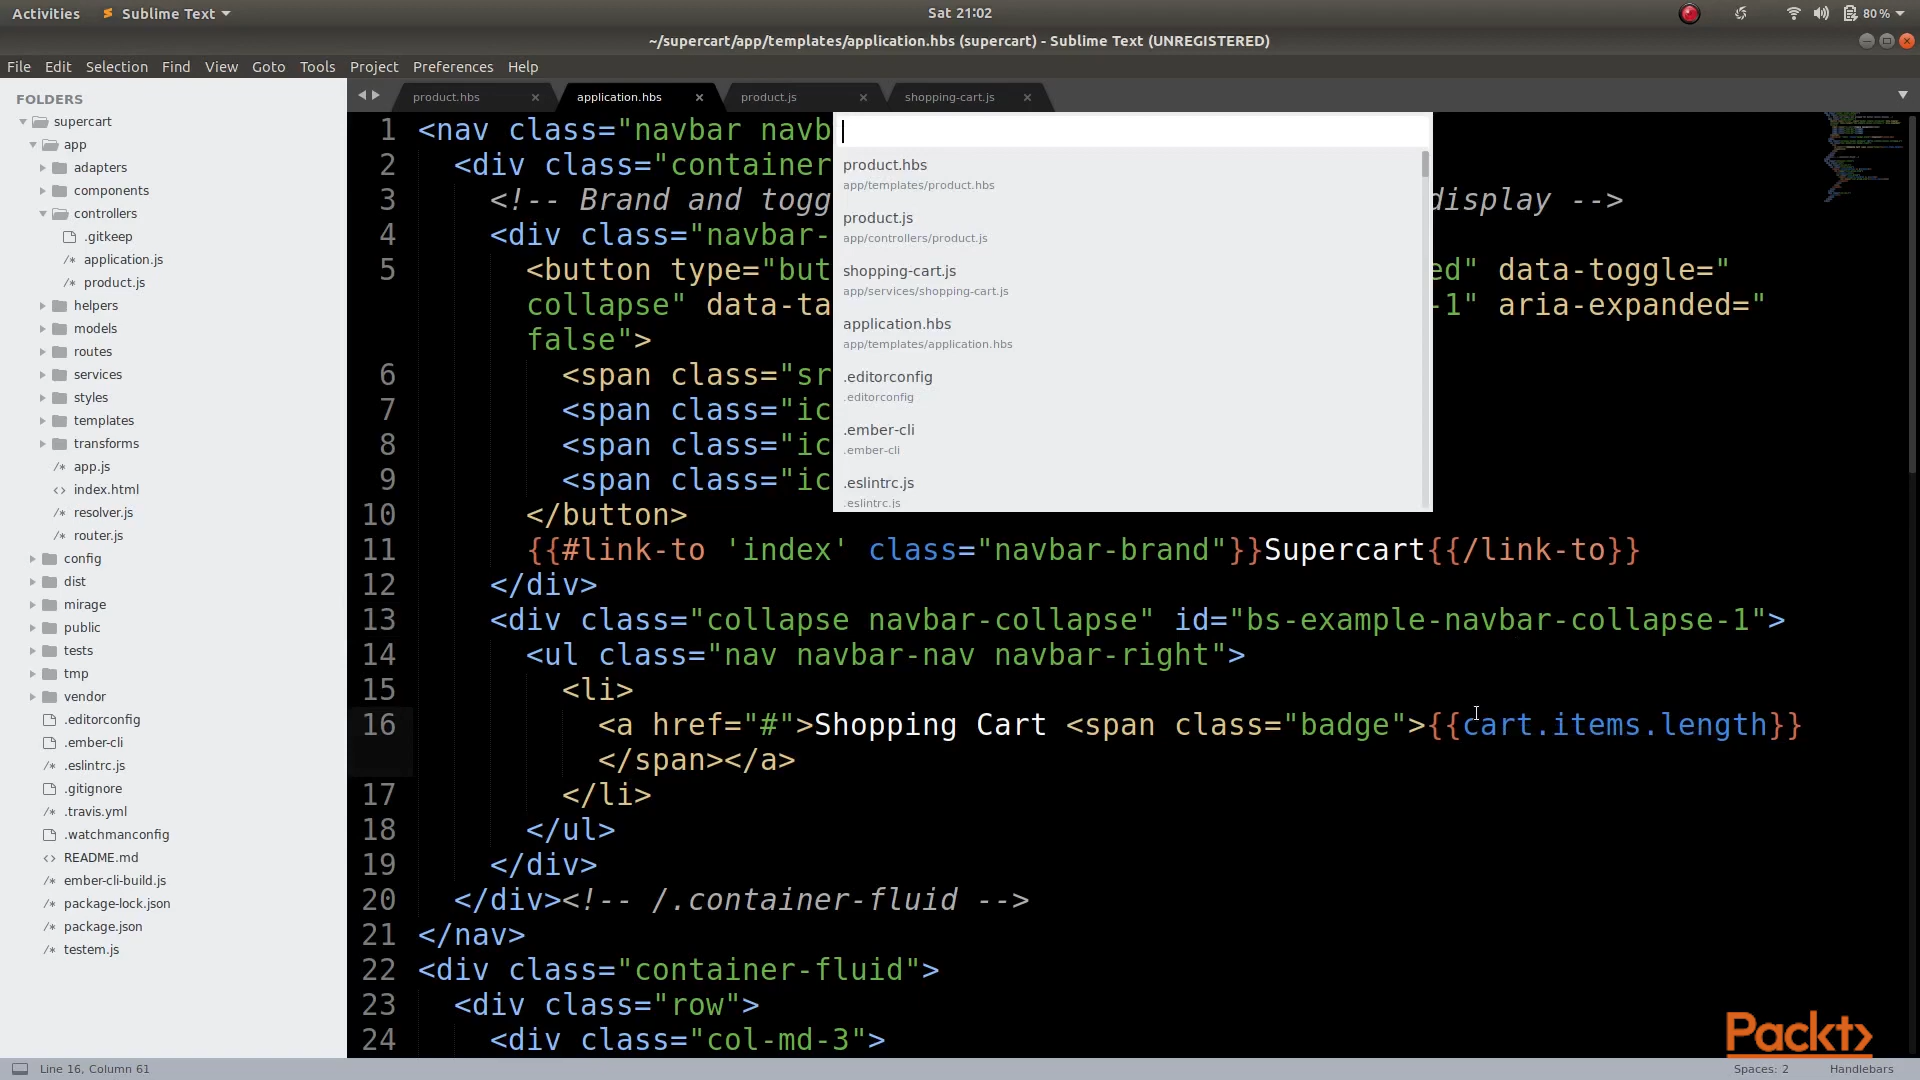 Activities
Sublime Text
Sat 21:02
80 %
~/supercart/app/templates/application.hbs (supercart) - Sublime Text (UNREGISTERED)
File Edit Selection Find View Goto Tools Project Preferences Help
FOLDERS
supercart
app
adapters
components
controllers
.gitkeep
/* application.js
/* product.js
helpers
models
routes
services
styles
templates
transforms
/* app.js
<> index.html
/* resolver.js
/* router.js
config
dist
mirage
public
tests
tmp
vendor
.editorconfig
.ember-cli
/* .eslintrc.js
.gitignore
/* .travis.yml
.watchmanconfig
<> README.md
/* ember-cli-build.js
/* package-lock.json
/* package.json
/* testem.js
product.hbs
application.hbs
product.js
shopping-cart.js
1 <nav class="navbar navb
2 <div class="container
3 <!-- Brand and togg display -->
4 <div class="navbar-
5 <button type="but ed" data-toggle="
collapse" data-ta -1" aria-expanded="
false">
6 <span class="sr
7 <span class="ic
8 <span class="ic
9 <span class="ic
10 </button>
11 {{#link-to 'index' class="navbar-brand"}}Supercart{{/link-to}}
12 </div>
13 <div class="collapse navbar-collapse" id="bs-example-navbar-collapse-1">
14 <ul class="nav navbar-nav navbar-right">
15 <li>
16 <a href="#">Shopping Cart <span class="badge">{{cart.items.length}}
</span></a>
17 </li>
18 </ul>
19 </div>
20 </div><!-- /.container-fluid -->
21 </nav>
22 <div class="container-fluid">
23 <div class="row">
24 <div class="col-md-3">
product.hbs
app/templates/product.hbs
product.js
app/controllers/product.js
shopping-cart.js
app/services/shopping-cart.js
application.hbs
app/templates/application.hbs
.editorconfig
.editorconfig
.ember-cli
.ember-cli
.eslintrc.js
.eslintrc.js
Packt>
Line 16, Column 61
Spaces: 2
Handlebars